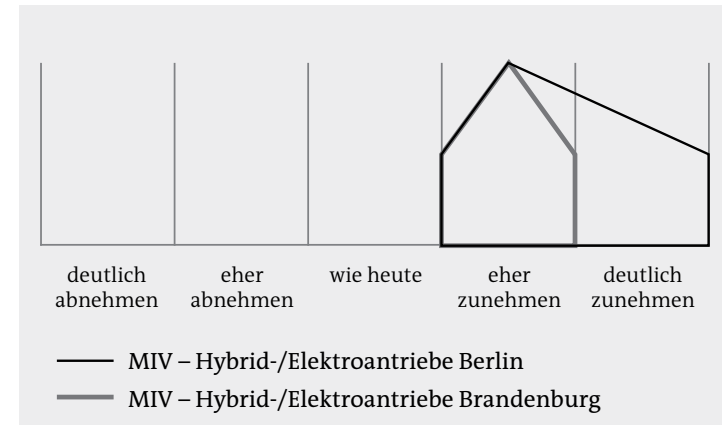 deutlich eher wie heute eher deutlich
abnehmen abnehmen zunehmen zunehmen
MIV – Hybrid-/Elektroantriebe Berlin
MIV – Hybrid-/Elektroantriebe Brandenburg